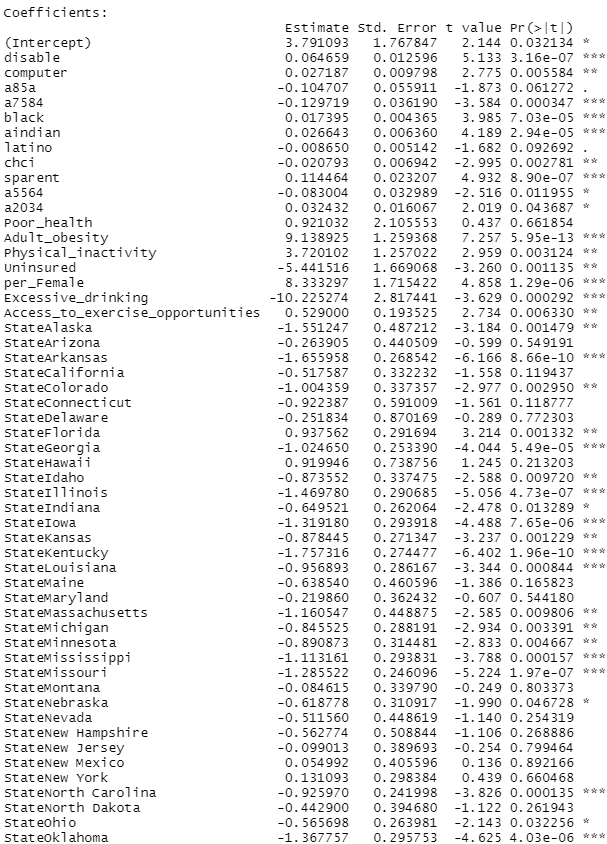 Coefficients:
Estimate Std. Error t value Pr(>|t|)
(Intercept) 3.791093 1.767847 2.144 0.032134 *
disable 0.064659 0.012596 5.133 3.16e-07 ***
computer 0.027187 0.009798 2.775 0.005584 **
a85a -0.104707 0.055911 -1.873 0.061272 .
a7584 -0.129719 0.036190 -3.584 0.000347 ***
black 0.017395 0.004365 3.985 7.03e-05 ***
aindian 0.026643 0.006360 4.189 2.94e-05 ***
latino -0.008650 0.005142 -1.682 0.092692 .
chci -0.020793 0.006942 -2.995 0.002781 **
sparent 0.114464 0.023207 4.932 8.90e-07 ***
a5564 -0.083004 0.032989 -2.516 0.011955 *
a2034 0.032432 0.016067 2.019 0.043687 *
Poor_health 0.921032 2.105553 0.437 0.661854
Adult_obesity 9.138925 1.259368 7.257 5.95e-13 ***
Physical_inactivity 3.720102 1.257022 2.959 0.003124 **
Uninsured -5.441516 1.669068 -3.260 0.001135 **
per_Female 8.333297 1.715422 4.858 1.29e-06 ***
Excessive_drinking -10.225274 2.817441 -3.629 0.000292 ***
Access_to_exercise_opportunities 0.529000 0.193525 2.734 0.006330 **
StateAlaska -1.551247 0.487212 -3.184 0.001479 **
StateArizona -0.263905 0.440509 -0.599 0.549191
StateArkansas -1.655958 0.268542 -6.166 8.66e-10 ***
StateCalifornia -0.517587 0.332232 -1.558 0.119437
StateColorado -1.004359 0.337357 -2.977 0.002950 **
StateConnecticut -0.922387 0.591009 -1.561 0.118777
StateDelaware -0.251834 0.870169 -0.289 0.772303
StateFlorida 0.937562 0.291694 3.214 0.001332 **
StateGeorgia -1.024650 0.253390 -4.044 5.49e-05 ***
StateHawaii 0.919946 0.738756 1.245 0.213203
StateIdaho -0.873552 0.337475 -2.588 0.009720 **
StateIllinois -1.469780 0.290685 -5.056 4.73e-07 ***
StateIndiana -0.649521 0.262064 -2.478 0.013289 *
StateIowa -1.319180 0.293918 -4.488 7.65e-06 ***
StateKansas -0.878445 0.271347 -3.237 0.001229 **
StateKentucky -1.757316 0.274477 -6.402 1.96e-10 ***
StateLouisiana -0.956893 0.286167 -3.344 0.000844 ***
StateMaine -0.638540 0.460596 -1.386 0.165823
StateMaryland -0.219860 0.362432 -0.607 0.544180
StateMassachusetts -1.160547 0.448875 -2.585 0.009806 **
StateMichigan -0.845525 0.288191 -2.934 0.003391 **
StateMinnesota -0.890873 0.314481 -2.833 0.004667 **
StateMississippi -1.113161 0.293831 -3.788 0.000157 ***
StateMissouri -1.285522 0.246096 -5.224 1.97e-07 ***
StateMontana -0.084615 0.339790 -0.249 0.803373
StateNebraska -0.618778 0.310917 -1.990 0.046728 *
StateNevada -0.511560 0.448619 -1.140 0.254319
StateNew Hampshire -0.562774 0.508844 -1.106 0.268886
StateNew Jersey -0.099013 0.389693 -0.254 0.799464
StateNew Mexico 0.054992 0.405596 0.136 0.892166
StateNew York 0.131093 0.298384 0.439 0.660468
StateNorth Carolina -0.925970 0.241998 -3.826 0.000135 ***
StateNorth Dakota -0.442900 0.394680 -1.122 0.261943
StateOhio -0.565698 0.263981 -2.143 0.032256 *
StateOklahoma -1.367757 0.295753 -4.625 4.03e-06 ***